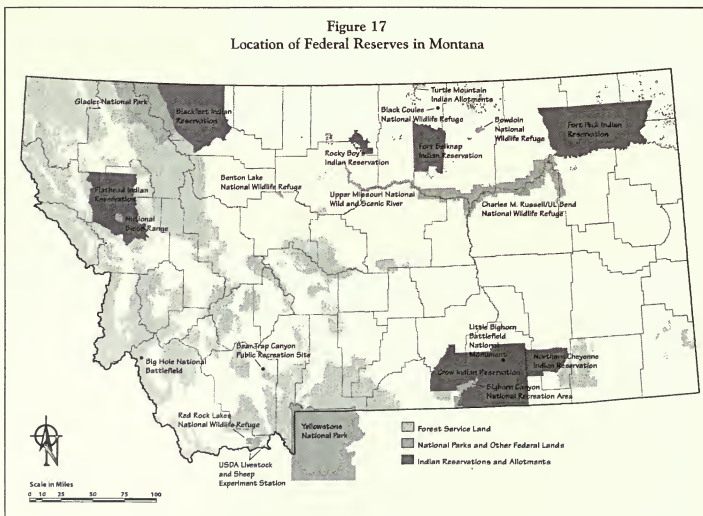 Figure 17
Location of Federal Reserves in Montana
Glacier National Park
Blackfeet Indian
Reservation
Turtle Mountain
Indian Allotments
Black Coulee
National Wildlife Refuge
Bowdoin
National
Wildlife Refuge
Fort Peck Indian
Reservation
Rocky Boy's
Indian Reservation
Fort Belknap
Indian Reservation
Flathead Indian
Reservation
National
Bison Range
Benton Lake
National Wildlife Refuge
Upper Missouri National
Wild and Scenic River
Charles M. Russell/UL Bend
National Wildlife Refuge
Big Hole National
Battlefield
Bear Trap Canyon
Public Recreation Site
Little Bighorn
Battlefield
National
Monument
Northern Cheyenne
Indian Reservation
Crow Indian Reservation
Bighorn Canyon
National Recreation Area
Red Rock Lakes
National Wildlife Refuge
Yellowstone
National Park
USDA Livestock
and Sheep
Experiment Station
Forest Service Land
National Parks and Other Federal Lands
Indian Reservations and Allotments
N
Scale in Miles
0 10 25 50 75 100